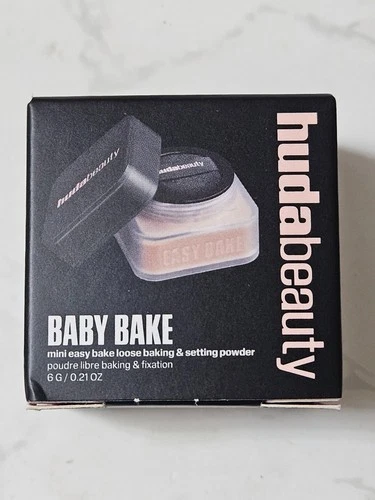 hudabeauty
hudabeauty
hudabeauty
EASY BAKE
BABY BAKE
mini easy bake loose baking & setting powder
poudre libre baking & fixation
6 G / 0.21 OZ